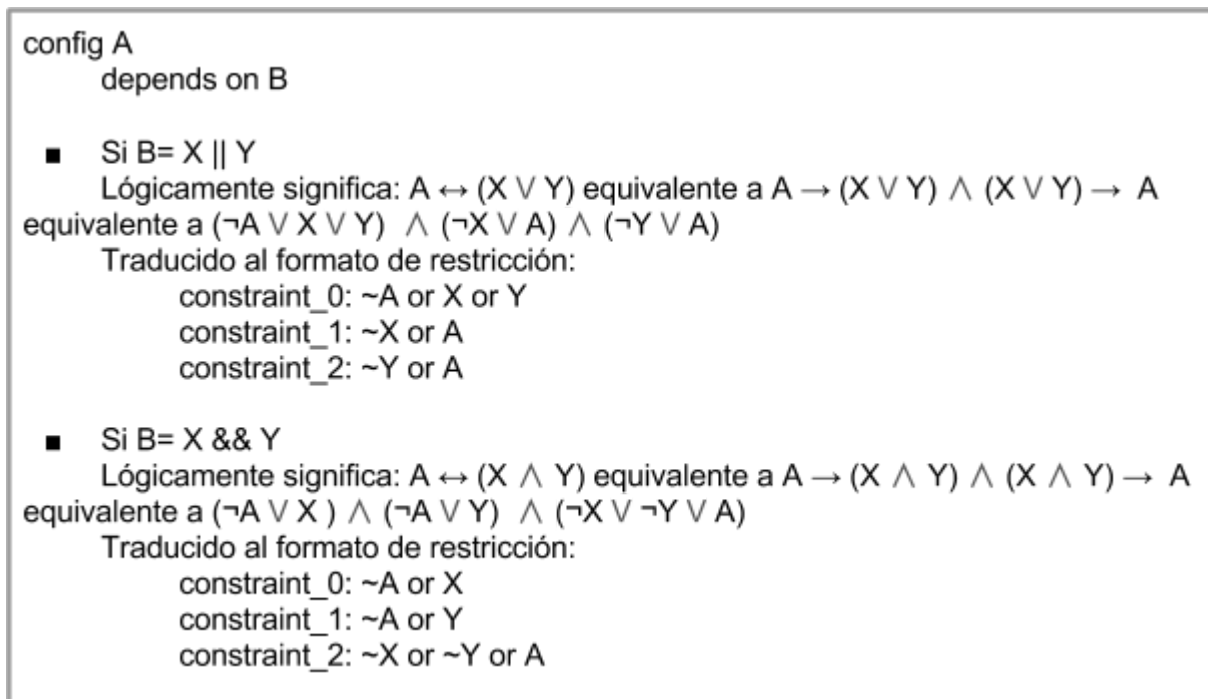 config A
depends on B
■ Si B= X || Y
Lógicamente significa: A ↔ (X ∨ Y) equivalente a A → (X ∨ Y) ∧ (X ∨ Y) → A
equivalente a (¬A ∨ X ∨ Y) ∧ (¬X ∨ A) ∧ (¬Y ∨ A)
Traducido al formato de restricción:
constraint_0: ~A or X or Y
constraint_1: ~X or A
constraint_2: ~Y or A
■ Si B= X && Y
Lógicamente significa: A ↔ (X ∧ Y) equivalente a A → (X ∧ Y) ∧ (X ∧ Y) → A
equivalente a (¬A ∨ X ) ∧ (¬A ∨ Y) ∧ (¬X ∨ ¬Y ∨ A)
Traducido al formato de restricción:
constraint_0: ~A or X
constraint_1: ~A or Y
constraint_2: ~X or ~Y or A